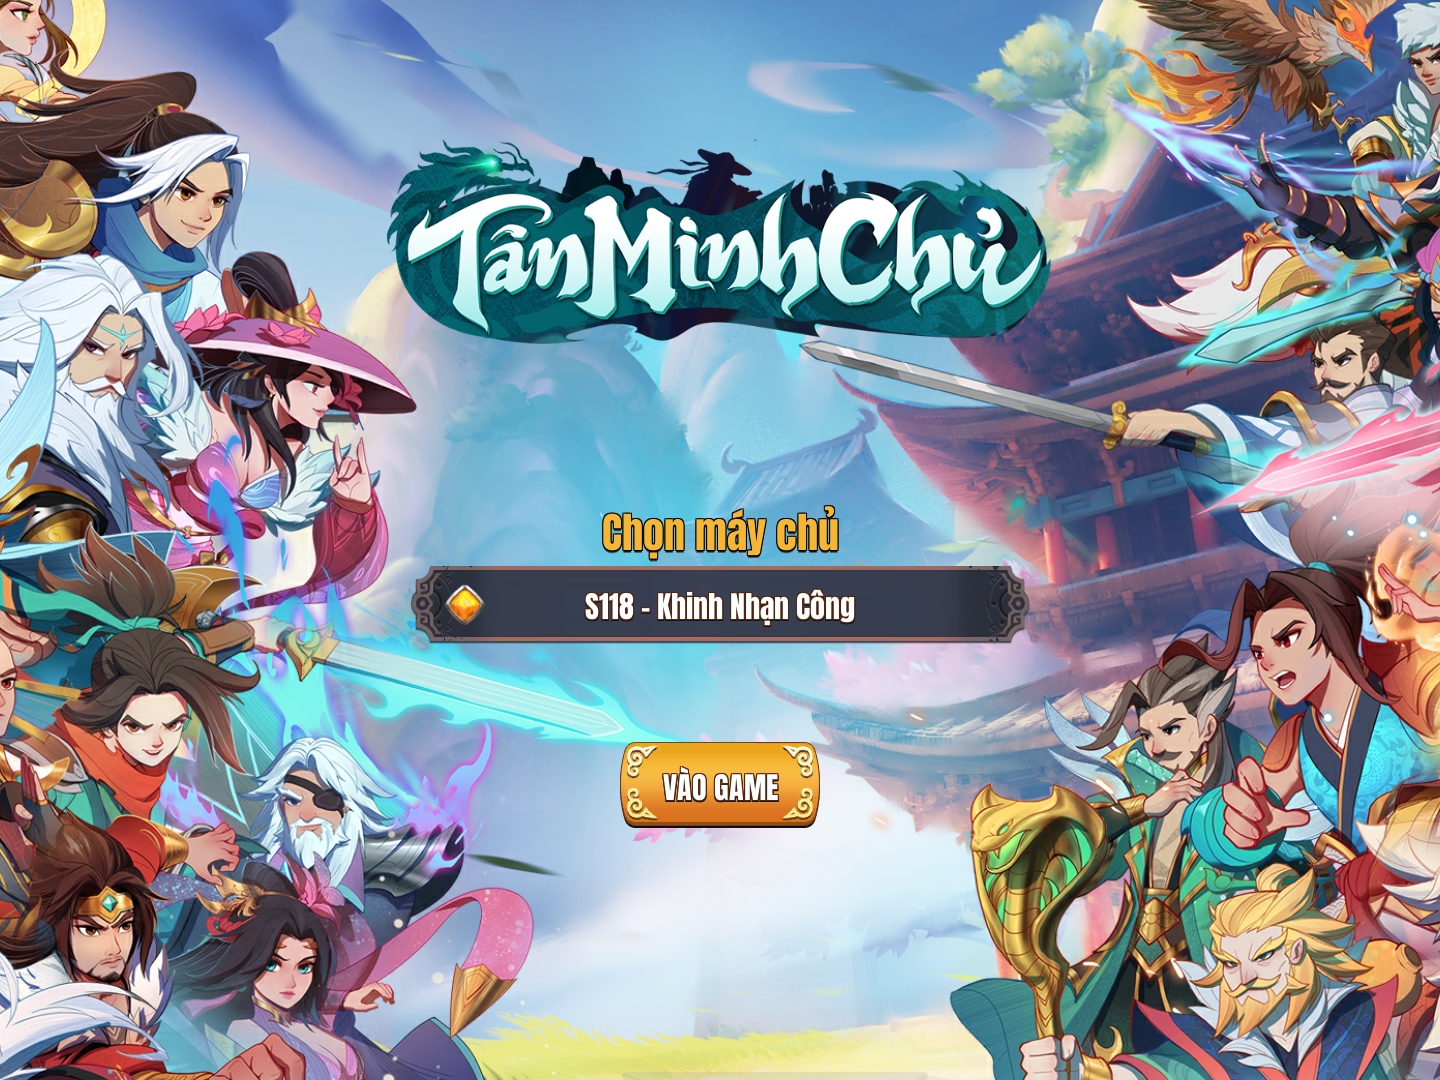 Tân Minh Chủ
Chọn máy chủ
S118 - Khinh Nhạn Công
VÀO GAME